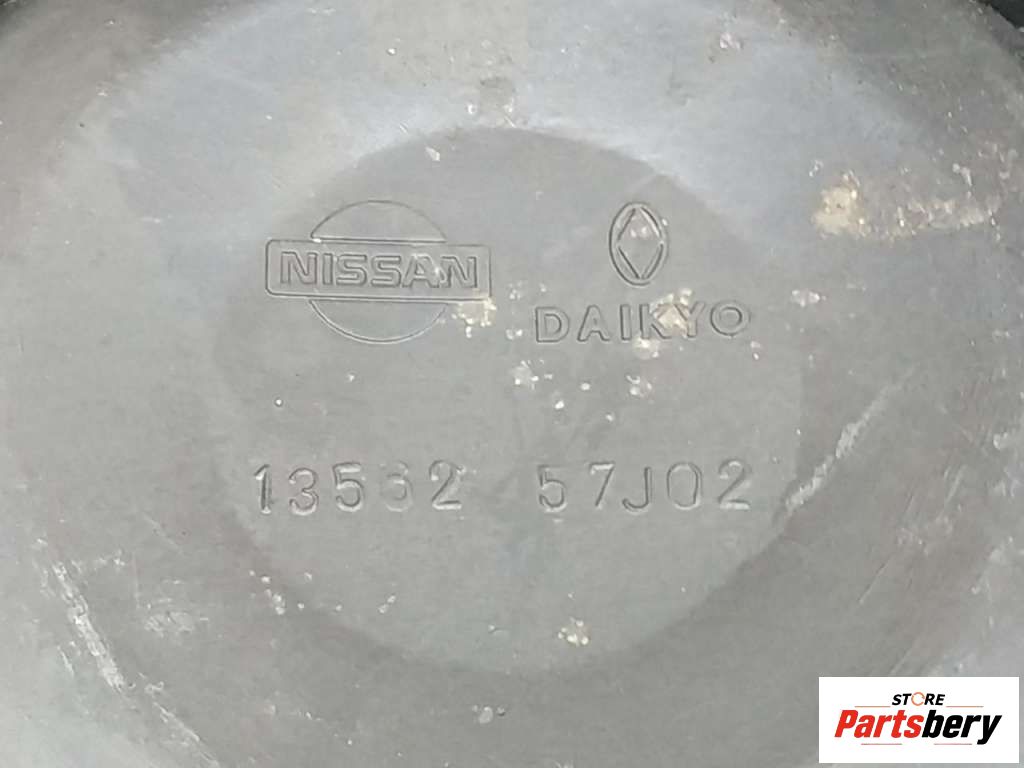 NISSAN
DAIKYO
13562 57J02
STORE
Partsbery